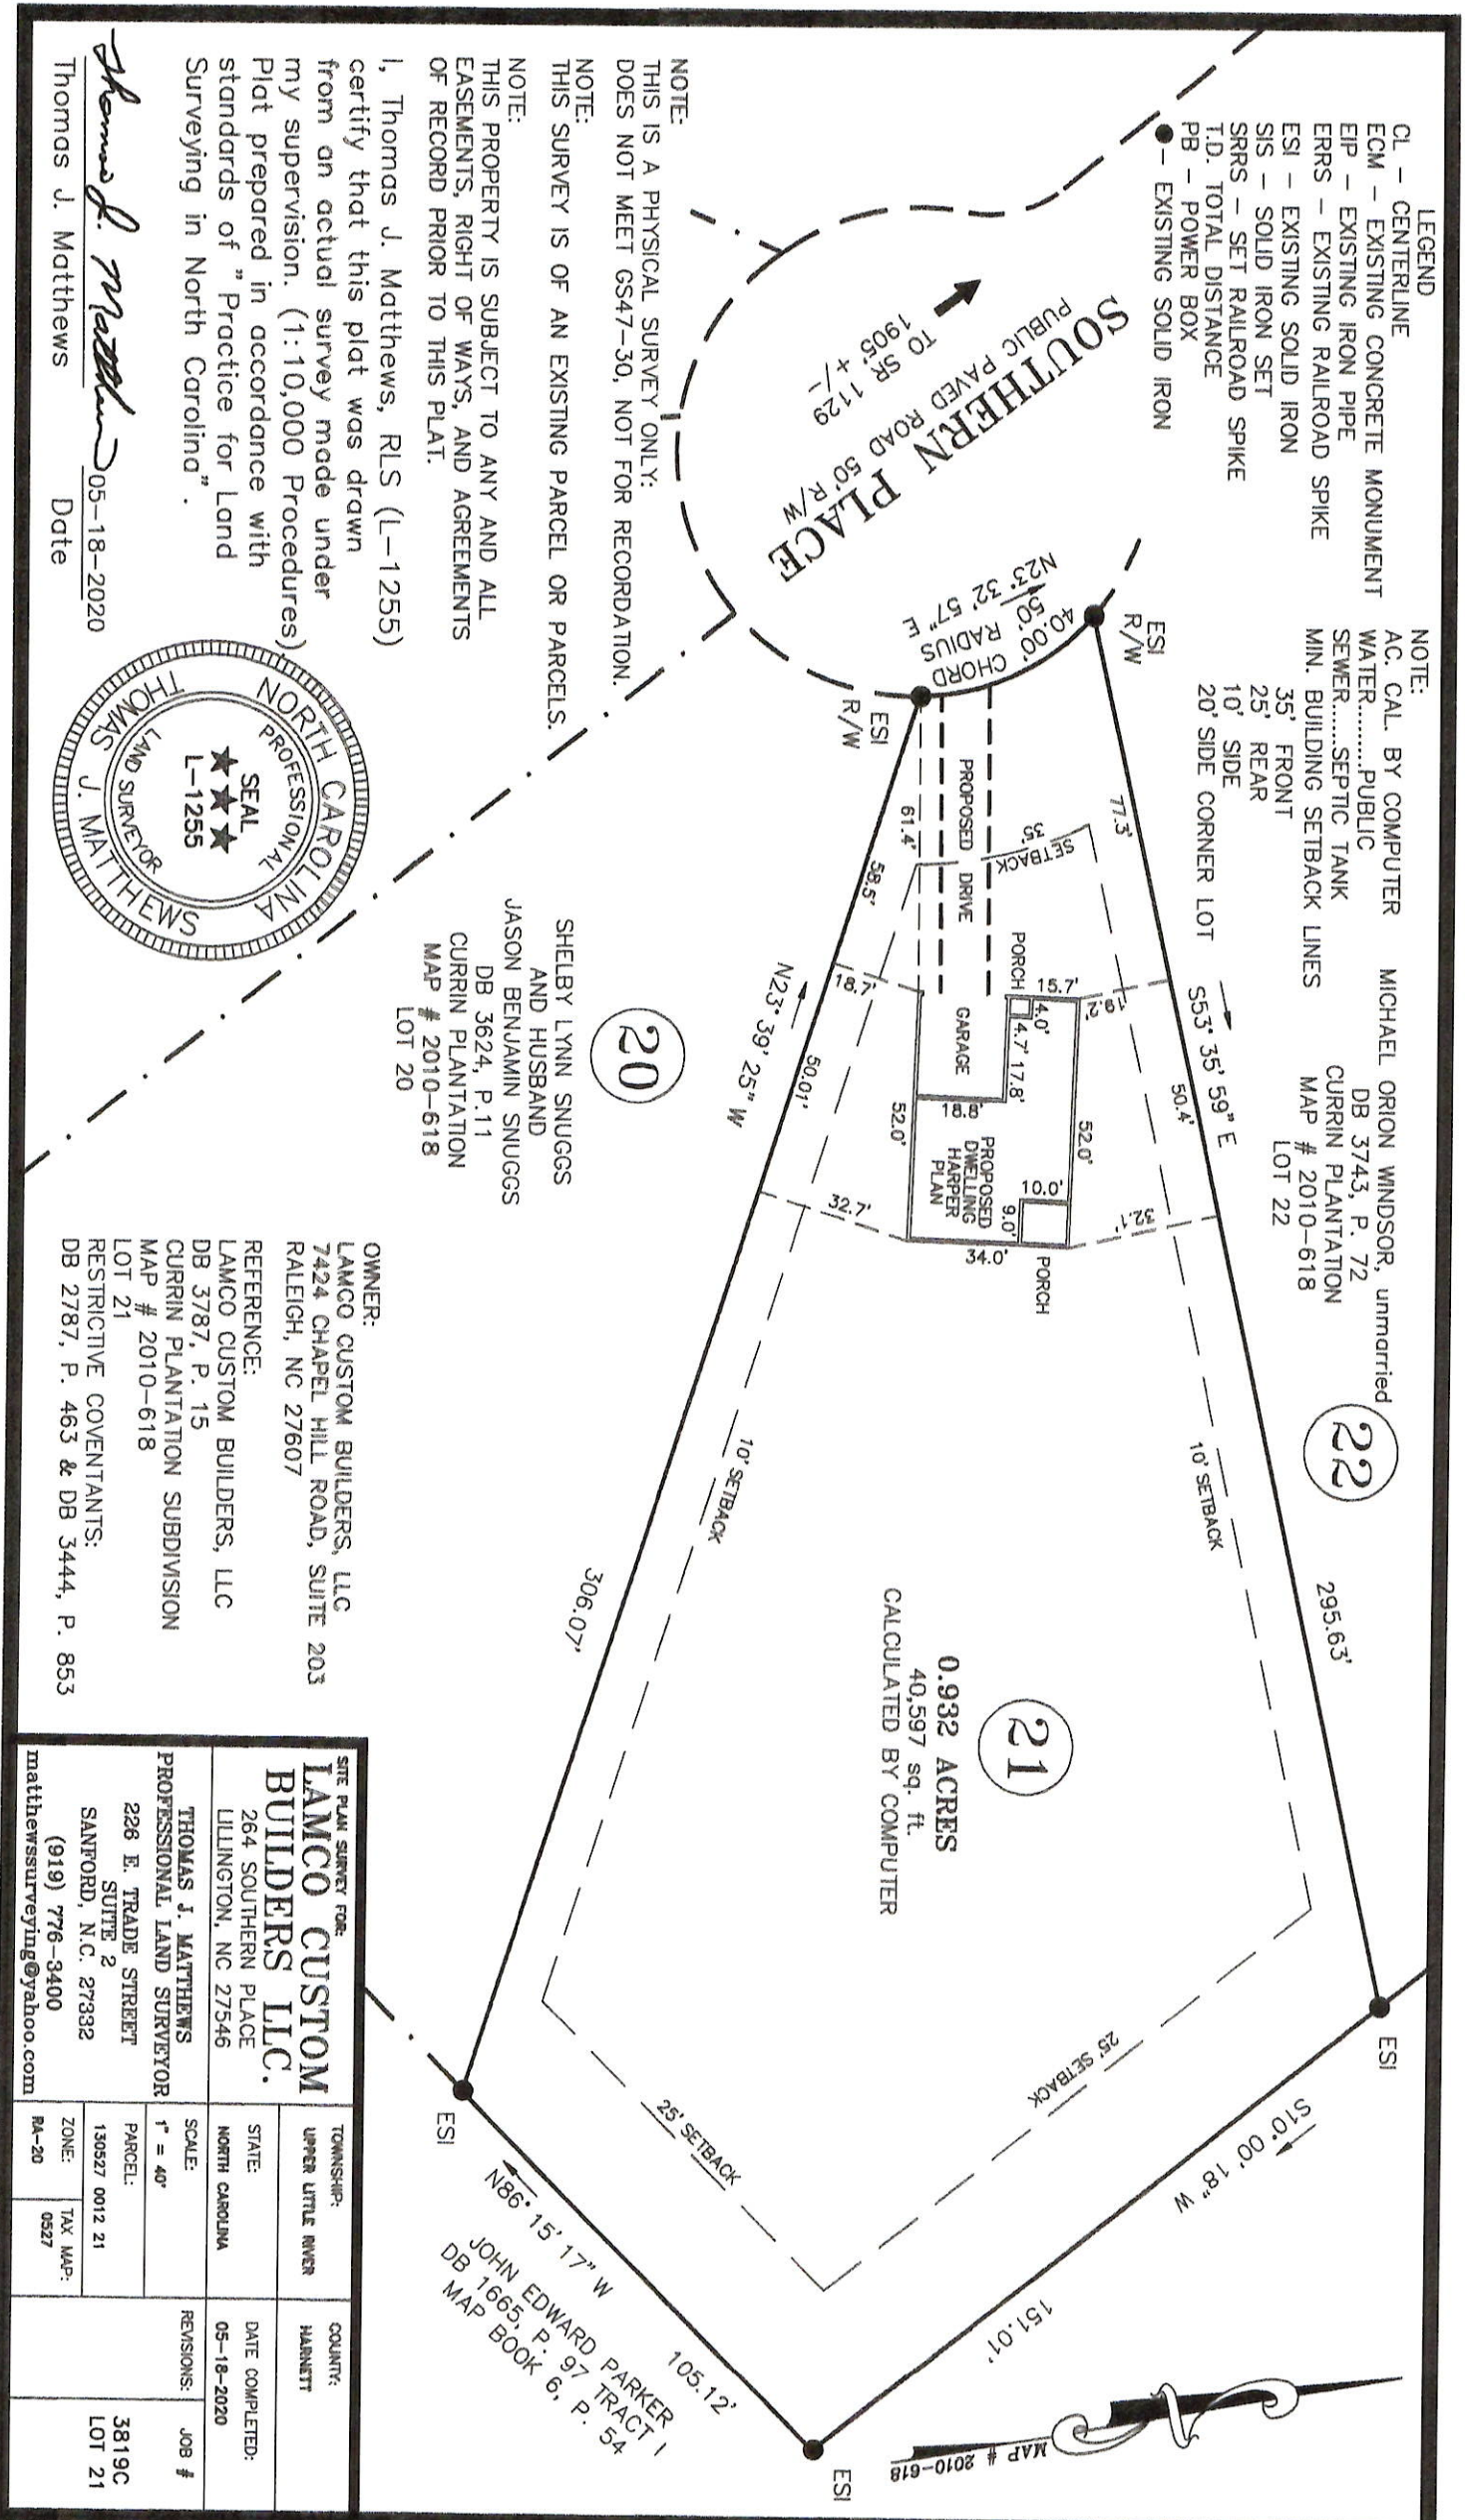 LEGEND
CL – CENTERLINE
ECM – EXISTING CONCRETE MONUMENT
EIP – EXISTING IRON PIPE
ERRS – EXISTING RAILROAD SPIKE
ESI – EXISTING SOLID IRON
SIS – SOLID IRON SET
SRRS – SET RAILROAD SPIKE
T.D. TOTAL DISTANCE
PB – POWER BOX
● – EXISTING SOLID IRON
NOTE:
AC. CAL. BY COMPUTER
WATER.........PUBLIC
SEWER......SEPTIC TANK
MIN. BUILDING SETBACK LINES
35' FRONT
25' REAR
10' SIDE
20' SIDE CORNER LOT
MICHAEL ORION WINDSOR, unmarried
DB 3743, P. 72
CURRIN PLANTATION
MAP # 2010-618
LOT 22
22
SOUTHERN PLACE
PUBLIC PAVED ROAD 50' R/W
TO SR. 1129
1905' +/-
N23° 32' 57" E
40.00' CHORD
50.0' RADIUS
ESI
R/W
ESI
R/W
77.3'
S53° 35' 59" E
50.4'
295.63'
10' SETBACK
35' SETBACK
PROPOSED DRIVE
61.4'
58.5'
18.7'
PORCH
15.7'
4.0'
4.7'
17.8'
GARAGE
18.8'
52.0'
52.0'
PROPOSED
DWELLING
HARPER
PLAN
10.0'
9.0'
34.0'
PORCH
32.1'
32.7'
50.01'
N23° 39' 25" W
10' SETBACK
306.07'
21
0.932 ACRES
40,597 sq. ft.
CALCULATED BY COMPUTER
25' SETBACK
25' SETBACK
ESI
S10° 00' 18" W
151.01'
ESI
ESI
N86° 15' 17" W
105.12'
JOHN EDWARD PARKER
DB 1665, P. 97 TRACT I
MAP BOOK 6, P. 54
MAP # 2010-618
20
SHELBY LYNN SNUGGS
AND HUSBAND
JASON BENJAMIN SNUGGS
DB 3624, P.11
CURRIN PLANTATION
MAP # 2010-618
LOT 20
NOTE:
THIS IS A PHYSICAL SURVEY ONLY:
DOES NOT MEET GS47-30, NOT FOR RECORDATION.
NOTE:
THIS SURVEY IS OF AN EXISTING PARCEL OR PARCELS.
NOTE:
THIS PROPERTY IS SUBJECT TO ANY AND ALL
EASEMENTS, RIGHT OF WAYS, AND AGREEMENTS
OF RECORD PRIOR TO THIS PLAT.
I, Thomas J. Matthews, RLS (L-1255)
certify that this plat was drawn
from an actual survey made under
my supervision. (1:10,000 Procedures)
Plat prepared in accordance with
standards of " Practice for Land
Surveying in North Carolina" .
Thomas J. Matthews 05-18-2020
Thomas J. Matthews Date
NORTH CAROLINA
PROFESSIONAL
SEAL
L-1255
LAND SURVEYOR
THOMAS J. MATTHEWS
OWNER:
LAMCO CUSTOM BUILDERS, LLC
7424 CHAPEL HILL ROAD, SUITE 203
RALEIGH, NC 27607
REFERENCE:
LAMCO CUSTOM BUILDERS, LLC
DB 3787, P. 15
CURRIN PLANTATION SUBDIVISION
MAP # 2010-618
LOT 21
RESTRICTIVE COVENTANTS:
DB 2787, P. 463 & DB 3444, P. 853
SITE PLAN SURVEY FOR:
LAMCO CUSTOM
BUILDERS LLC.
264 SOUTHERN PLACE
LILLINGTON, NC 27546
THOMAS J. MATTHEWS
PROFESSIONAL LAND SURVEYOR
226 E. TRADE STREET
SUITE 2
SANFORD, N.C. 27332
(919) 776-3400
matthewssurveying@yahoo.com
TOWNSHIP:
UPPER LITTLE RIVER
COUNTY:
HARNETT
STATE:
NORTH CAROLINA
DATE COMPLETED:
05-18-2020
SCALE:
1" = 40'
REVISIONS:
JOB #
3819C
LOT 21
PARCEL:
130527 0012 21
ZONE:
RA-20
TAX MAP:
0527